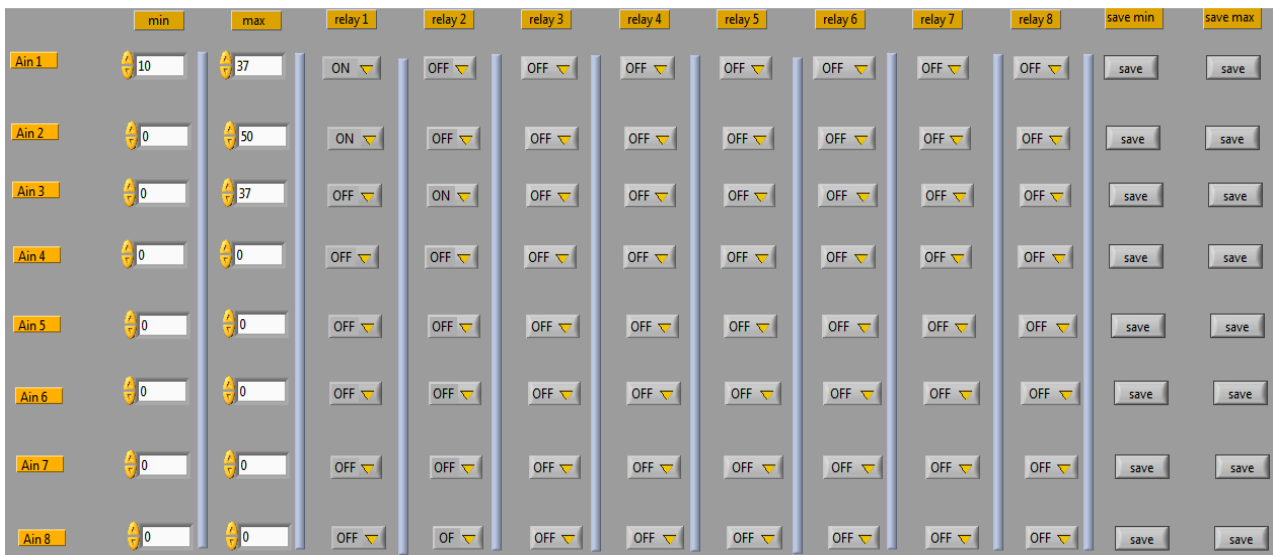 min max relay 1 relay 2 relay 3 relay 4 relay 5 relay 6 relay 7 relay 8 save min save max
Ain 1 10 37 ON OFF OFF OFF OFF OFF OFF OFF save save
Ain 2 0 50 ON OFF OFF OFF OFF OFF OFF OFF save save
Ain 3 0 37 OFF ON OFF OFF OFF OFF OFF OFF save save
Ain 4 0 0 OFF OFF OFF OFF OFF OFF OFF OFF save save
Ain 5 0 0 OFF OFF OFF OFF OFF OFF OFF OFF save save
Ain 6 0 0 OFF OFF OFF OFF OFF OFF OFF OFF save save
Ain 7 0 0 OFF OFF OFF OFF OFF OFF OFF OFF save save
Ain 8 0 0 OFF OF OFF OFF OFF OFF OFF OFF save save